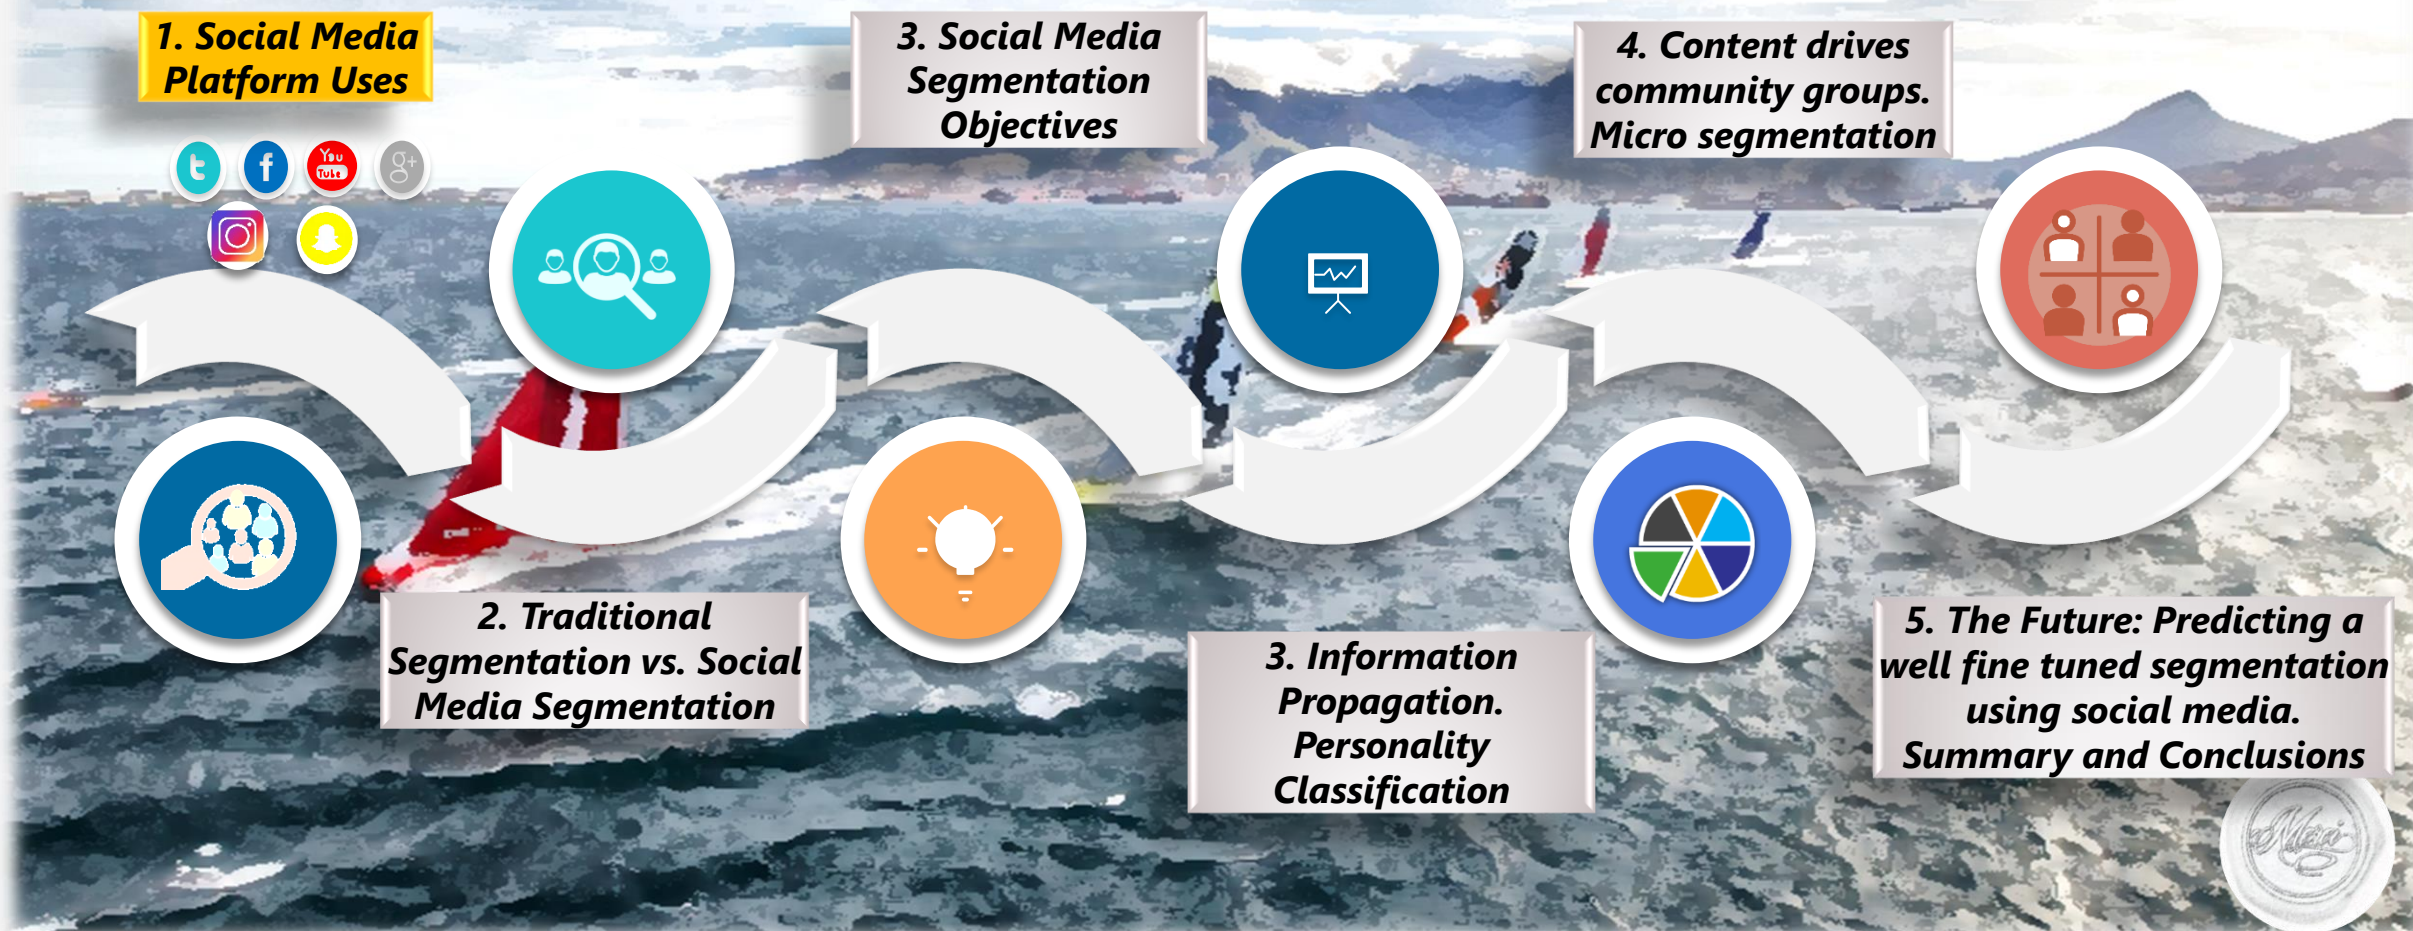 1. Social Media
Platform Uses
t
f
You
Tube
g+
2. Traditional
Segmentation vs. Social
Media Segmentation
3. Social Media
Segmentation
Objectives
3. Information
Propagation.
Personality
Classification
4. Content drives
community groups.
Micro segmentation
5. The Future: Predicting a
well fine tuned segmentation
using social media.
Summary and Conclusions